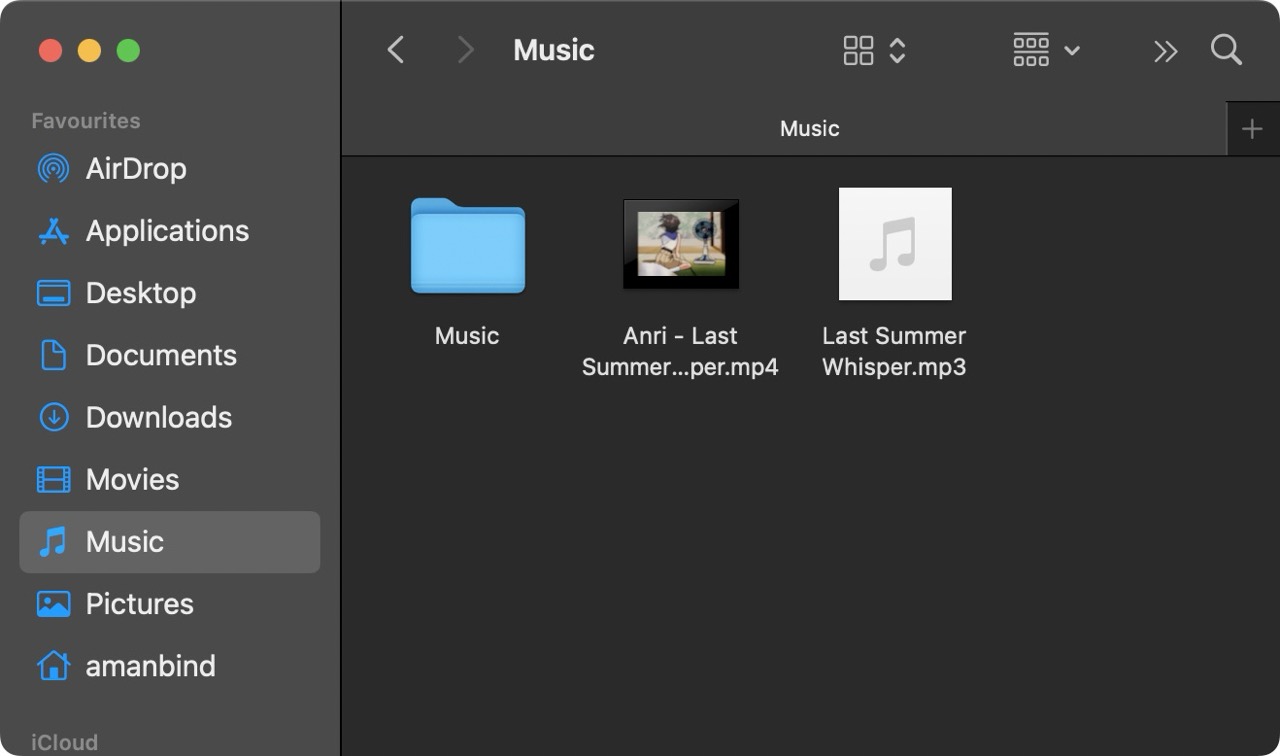 Favourites
AirDrop
Applications
Desktop
Documents
Downloads
Movies
Music
Pictures
amanbind
iCloud
Music
Music
Music
Anri - Last
Summer...per.mp4
Last Summer
Whisper.mp3